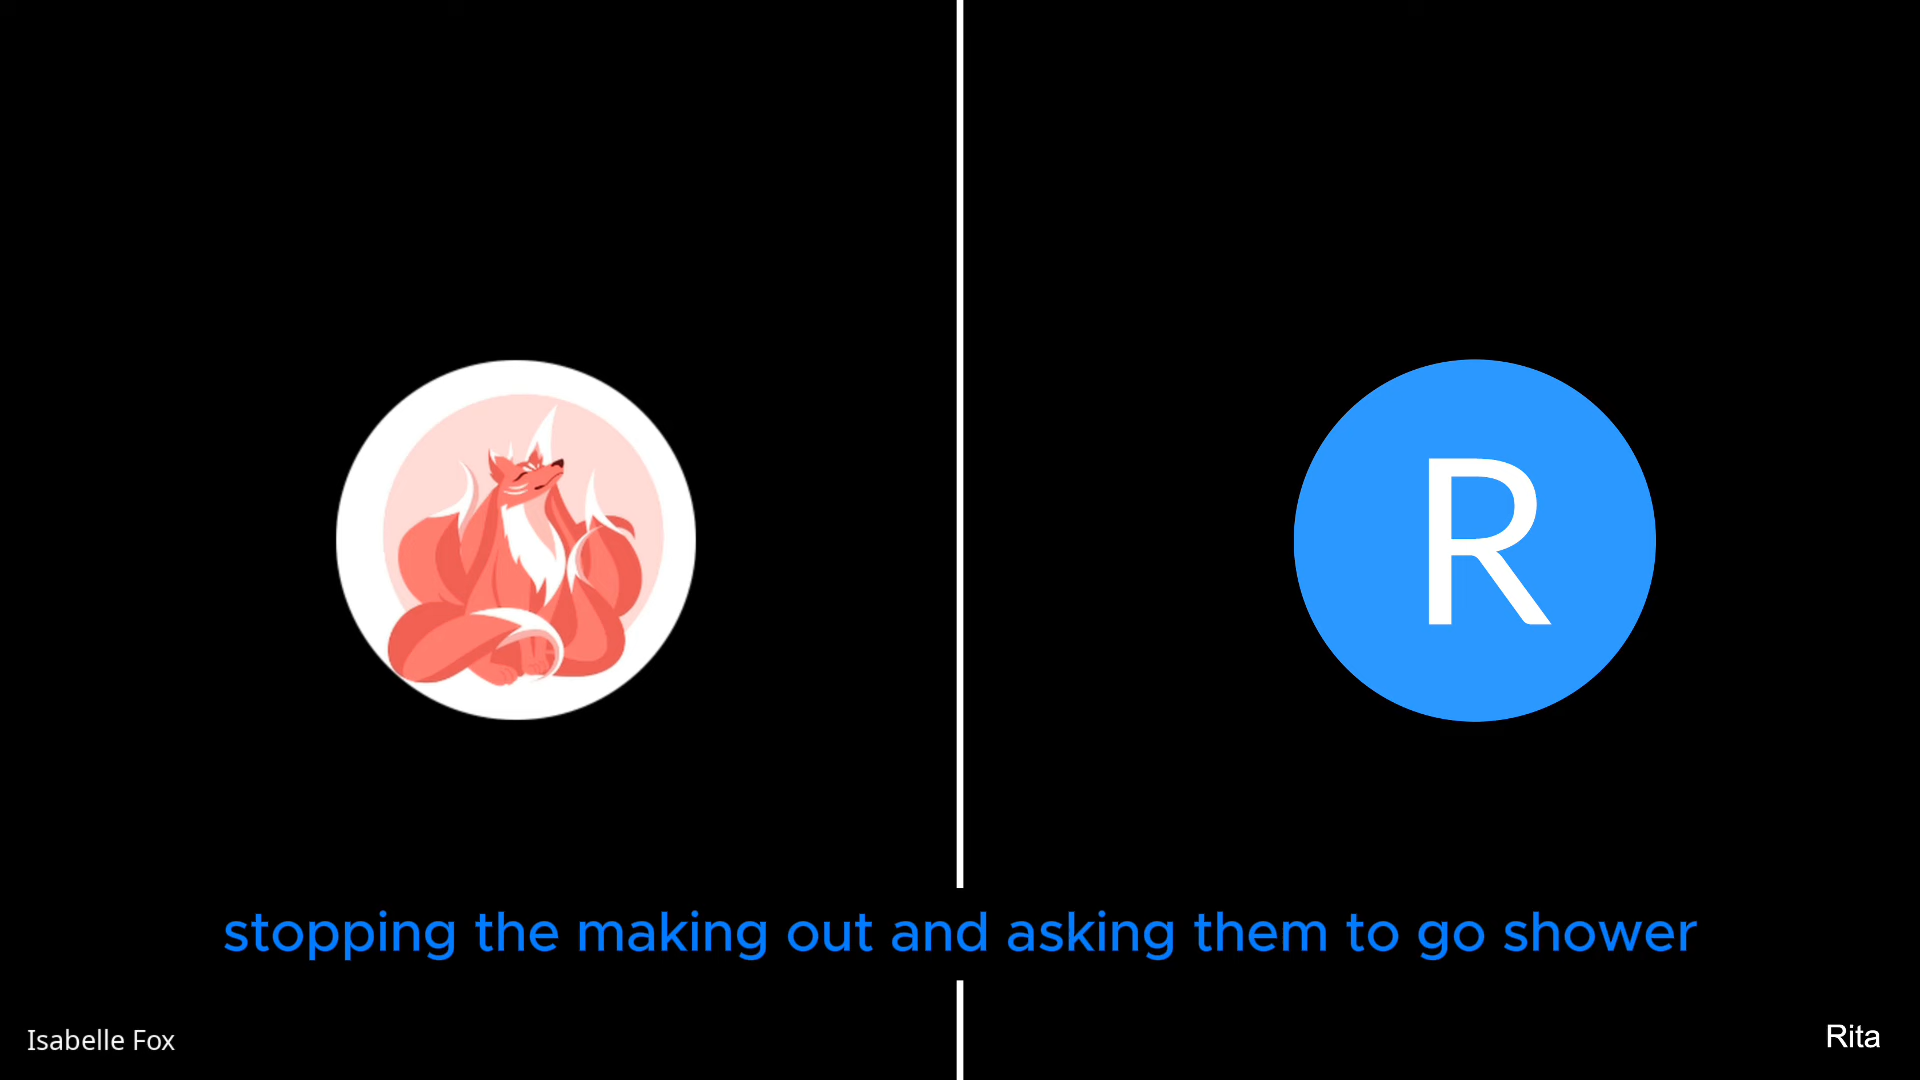 R
stopping the making out and asking them to go shower
Isabelle Fox
Rita